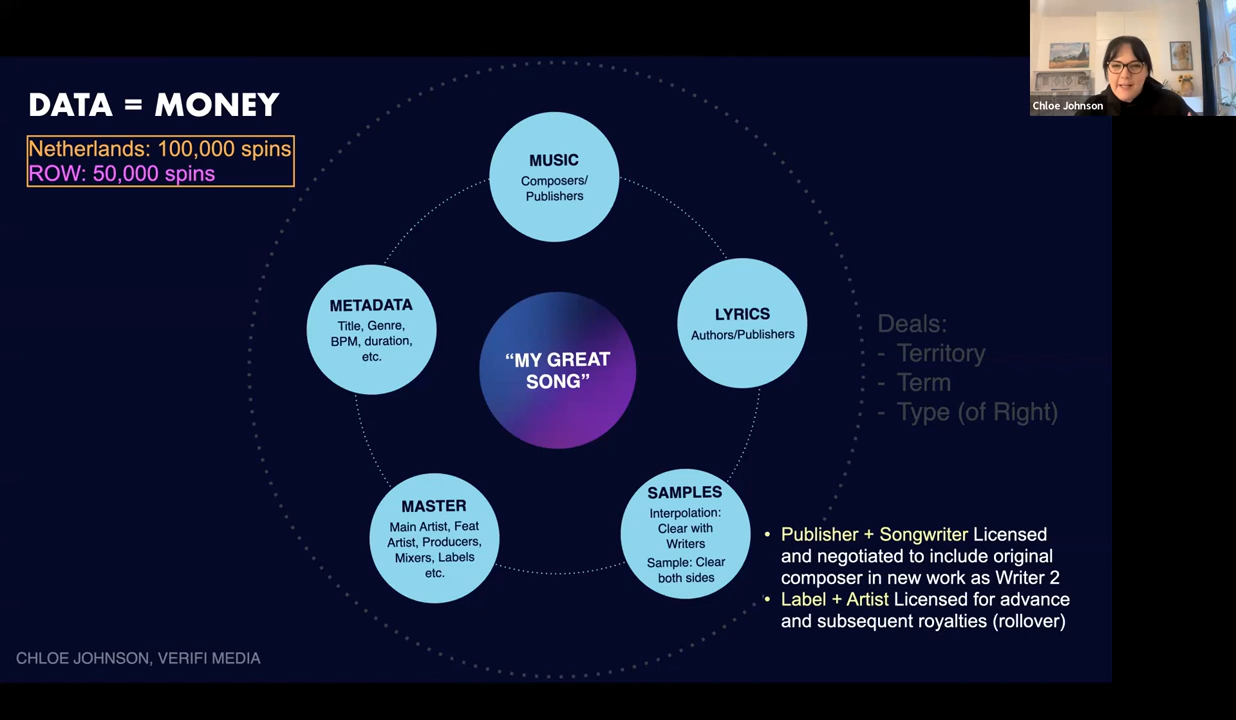 Chloe Johnson
DATA = MONEY
Netherlands: 100,000 spins
ROW: 50,000 spins
MUSIC
Composers/
Publishers
METADATA
Title, Genre,
BPM, duration,
etc.
LYRICS
Authors/Publishers
“MY GREAT
SONG”
Deals:
- Territory
- Term
- Type (of Right)
MASTER
Main Artist, Feat
Artist, Producers,
Mixers, Labels
etc.
SAMPLES
Interpolation:
Clear with
Writers
Sample: Clear
both sides
• Publisher + Songwriter Licensed
and negotiated to include original
composer in new work as Writer 2
• Label + Artist Licensed for advance
and subsequent royalties (rollover)
CHLOE JOHNSON, VERIFI MEDIA